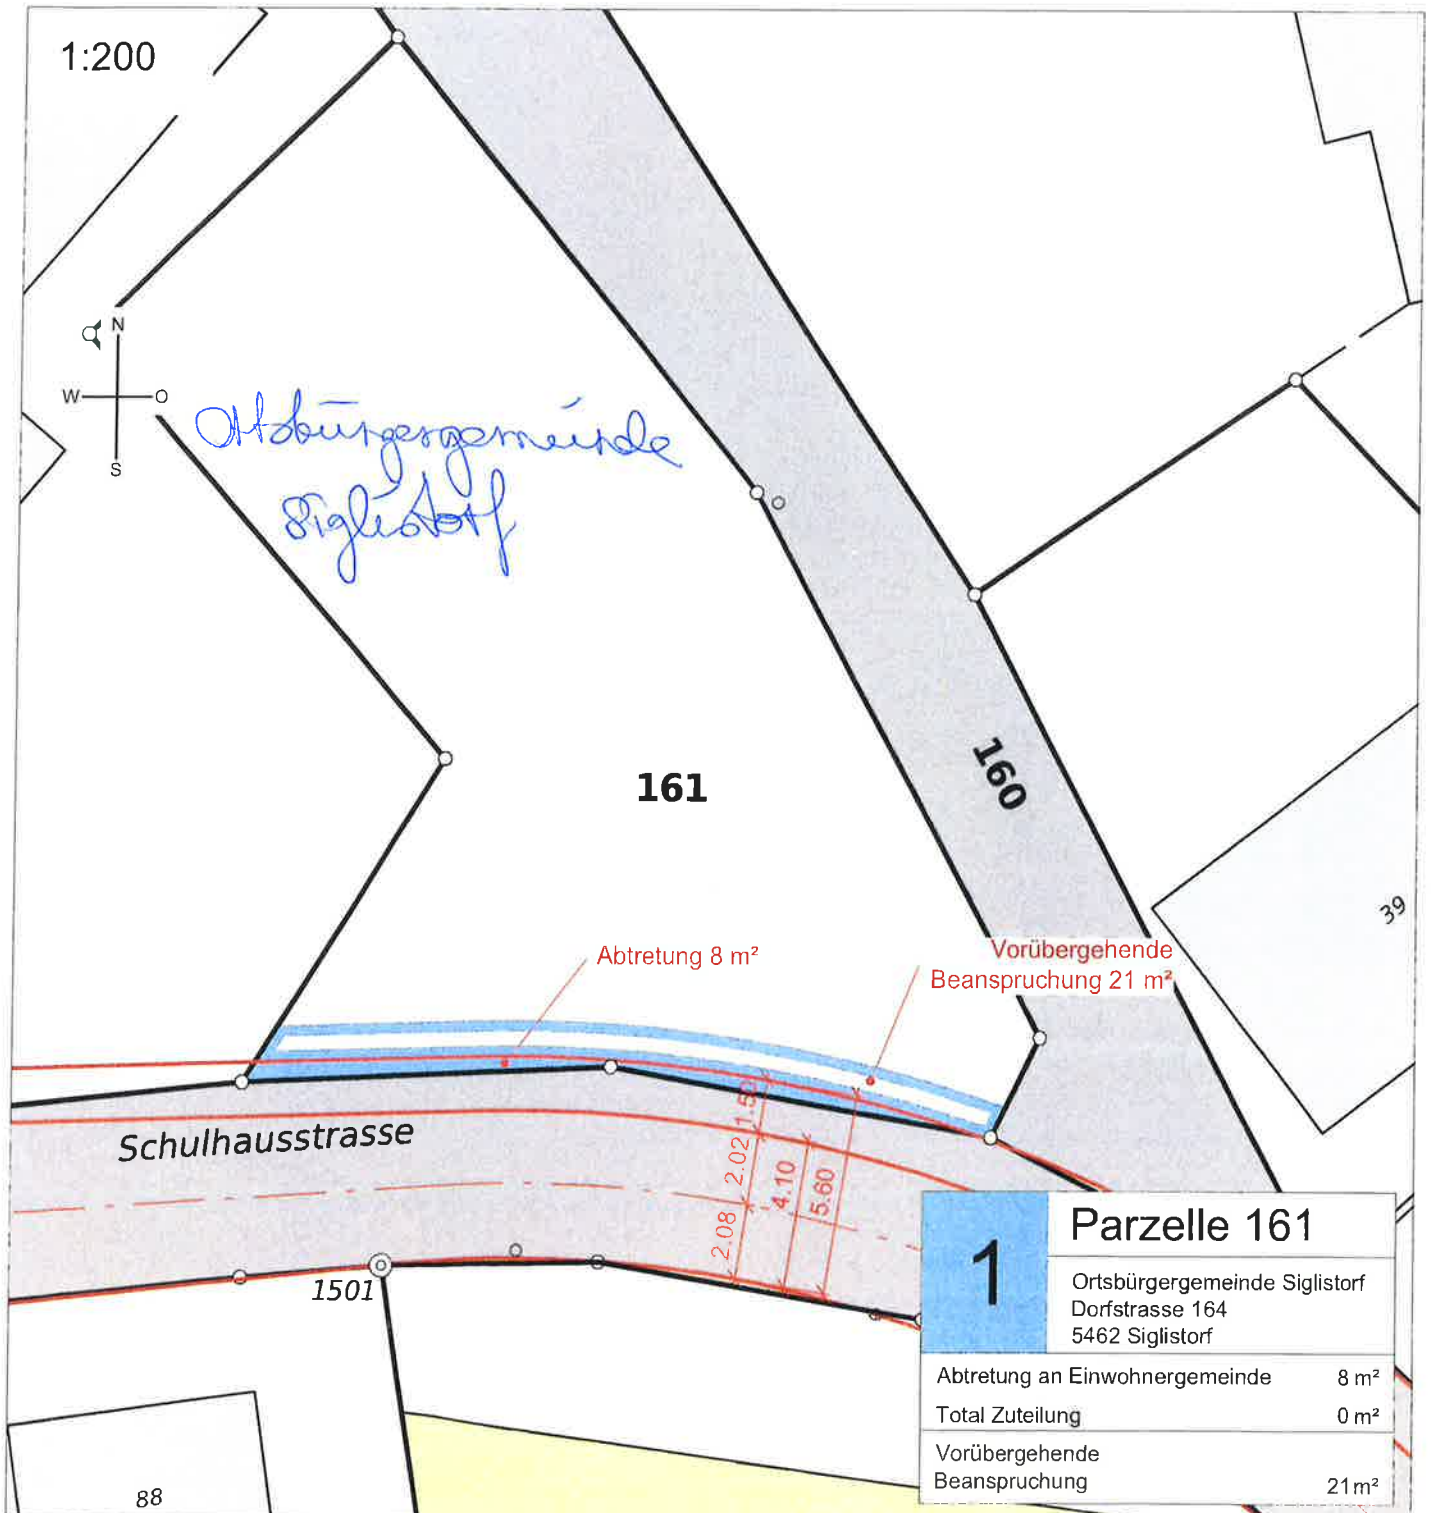 1:200
N
W
O
S
Ortsbürgergemeinde
Siglistorf
161
160
39
Abtretung 8 m²
Vorübergehende
Beanspruchung 21 m²
Schulhausstrasse
1.50
2.02
2.08
4.10
5.60
1501
88
1
Parzelle 161
Ortsbürgergemeinde Siglistorf
Dorfstrasse 164
5462 Siglistorf
Abtretung an Einwohnergemeinde 8 m²
Total Zuteilung 0 m²
Vorübergehende
Beanspruchung 21 m²